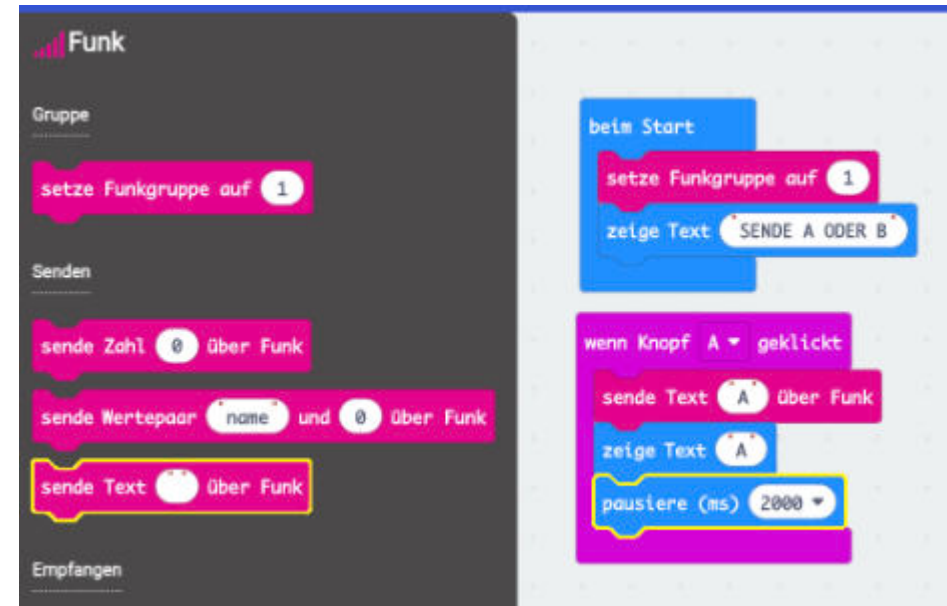 Funk
Gruppe
setze Funkgruppe auf 1
Senden
sende Zahl 0 über Funk
sende Wertepaar "name" und 0 über Funk
sende Text "" über Funk
Empfangen
beim Start
setze Funkgruppe auf 1
zeige Text "SENDE A ODER B"
wenn Knopf A geklickt
sende Text "A" über Funk
zeige Text "A"
pausiere (ms) 2000